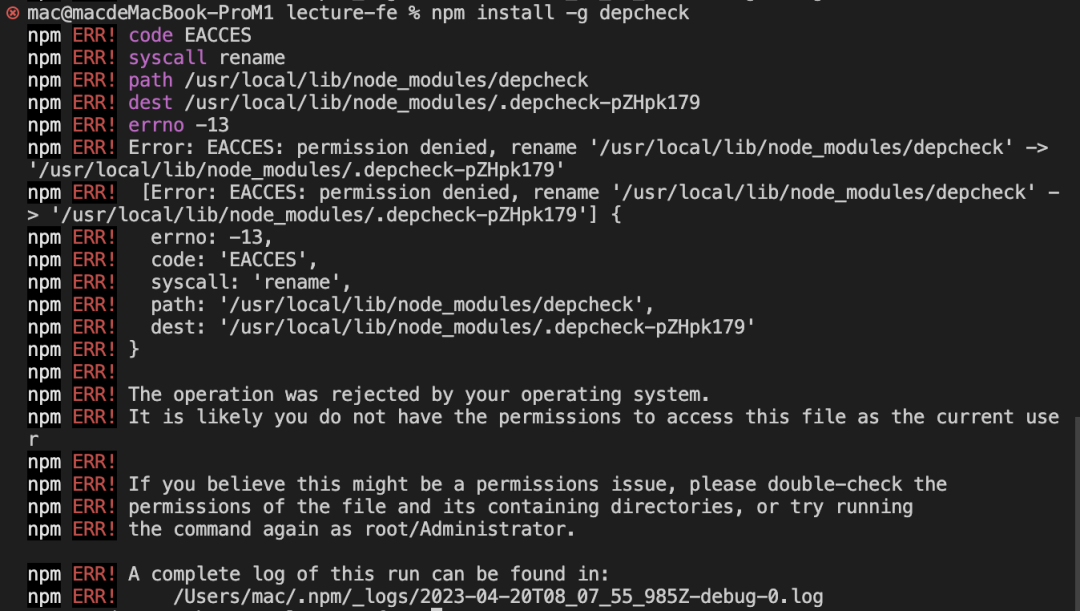 mac@macdeMacBook-ProM1 lecture-fe % npm install -g depcheck
npm ERR! code EACCES
npm ERR! syscall rename
npm ERR! path /usr/local/lib/node_modules/depcheck
npm ERR! dest /usr/local/lib/node_modules/.depcheck-pZHpk179
npm ERR! errno -13
npm ERR! Error: EACCES: permission denied, rename '/usr/local/lib/node_modules/depcheck' ->
'/usr/local/lib/node_modules/.depcheck-pZHpk179'
npm ERR!  [Error: EACCES: permission denied, rename '/usr/local/lib/node_modules/depcheck' -
> '/usr/local/lib/node_modules/.depcheck-pZHpk179'] {
npm ERR!   errno: -13,
npm ERR!   code: 'EACCES',
npm ERR!   syscall: 'rename',
npm ERR!   path: '/usr/local/lib/node_modules/depcheck',
npm ERR!   dest: '/usr/local/lib/node_modules/.depcheck-pZHpk179'
npm ERR! }
npm ERR!
npm ERR! The operation was rejected by your operating system.
npm ERR! It is likely you do not have the permissions to access this file as the current use
r
npm ERR!
npm ERR! If you believe this might be a permissions issue, please double-check the
npm ERR! permissions of the file and its containing directories, or try running
npm ERR! the command again as root/Administrator.
npm ERR! A complete log of this run can be found in:
npm ERR!     /Users/mac/.npm/_logs/2023-04-20T08_07_55_985Z-debug-0.log